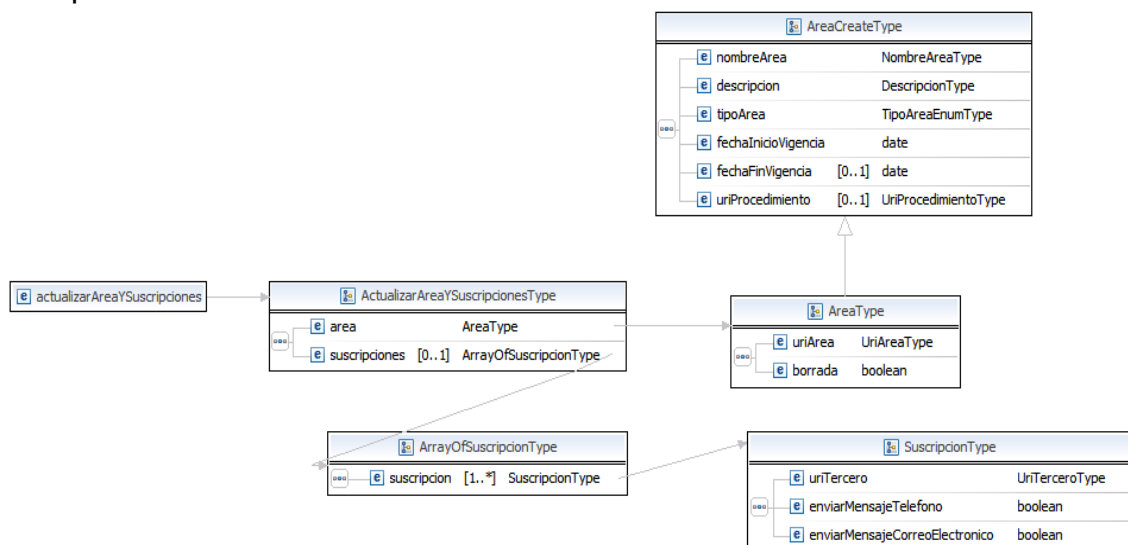 AreaCreateType
nombreArea NombreAreaType
descripcion DescripcionType
tipoArea TipoAreaEnumType
fechaInicioVigencia date
fechaFinVigencia [0..1] date
uriProcedimiento [0..1] UriProcedimientoType
actualizarAreaYSuscripciones
ActualizarAreaYSuscripcionesType
area AreaType
suscripciones [0..1] ArrayOfSuscripcionType
AreaType
uriArea UriAreaType
borrada boolean
ArrayOfSuscripcionType
suscripcion [1..*] SuscripcionType
SuscripcionType
uriTercero UriTerceroType
enviarMensajeTelefono boolean
enviarMensajeCorreoElectronico boolean